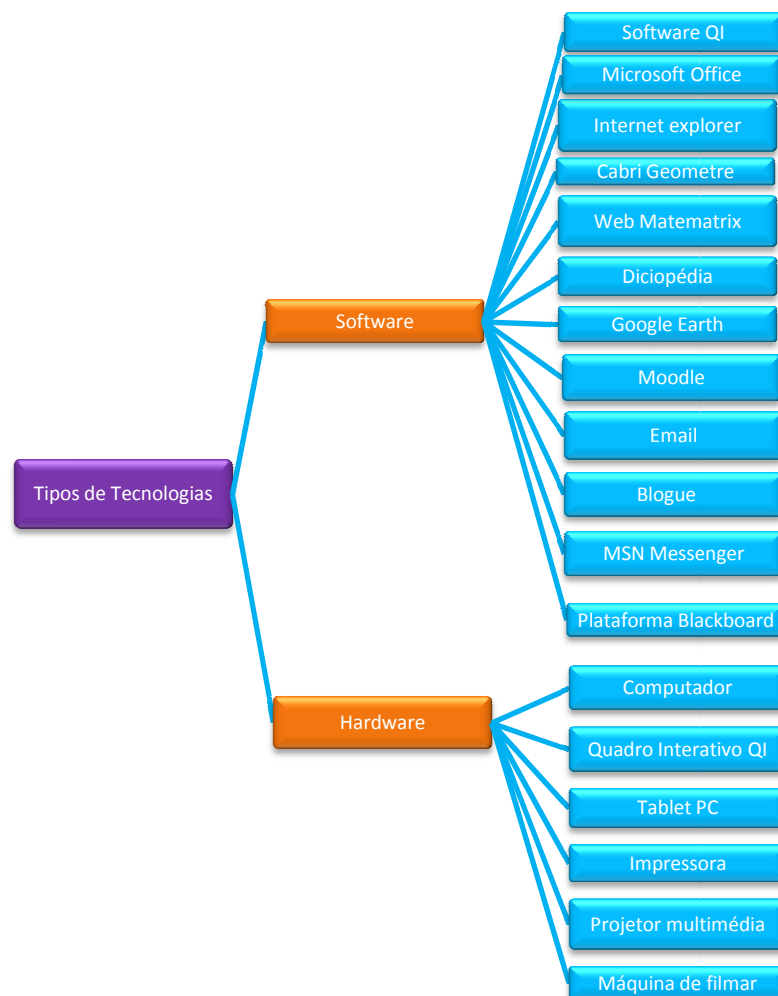 Software QI
Microsoft Office
Internet explorer
Cabri Geometre
Web Matematrix
Diciopédia
Software
Google Earth
Moodle
Email
Tipos de Tecnologias
Blogue
MSN Messenger
Plataforma Blackboard
Computador
Hardware
Quadro Interativo QI
Tablet PC
Impressora
Projetor multimédia
Máquina de filmar